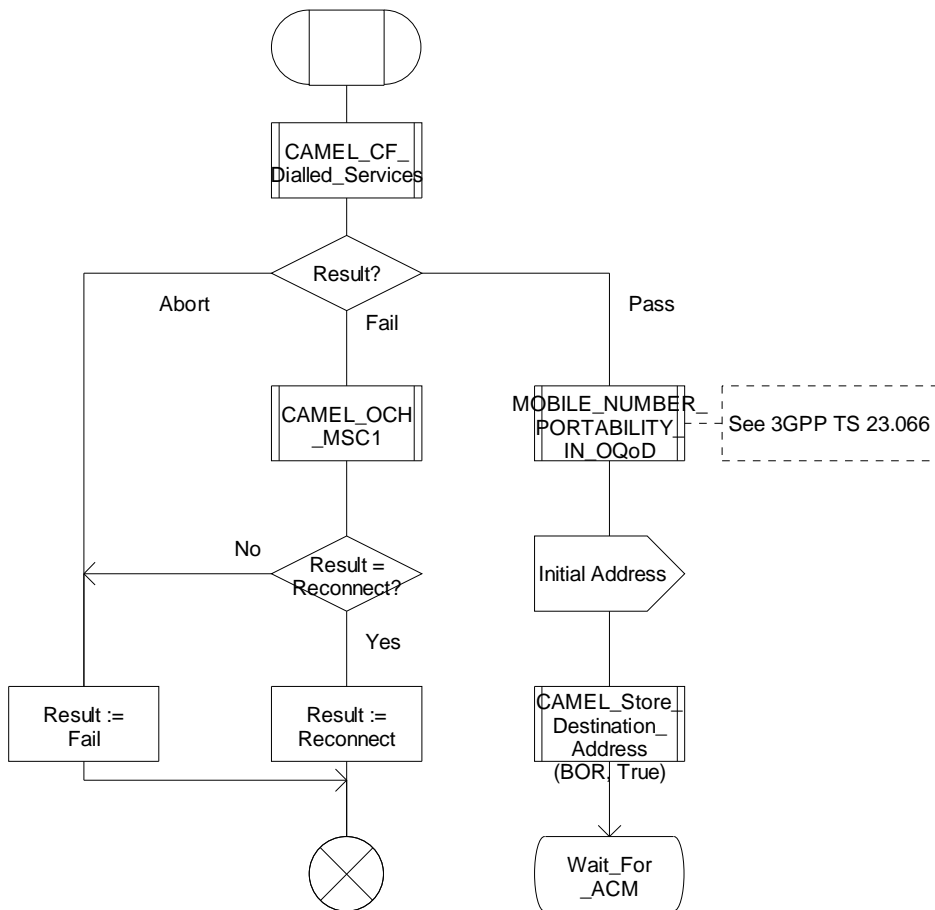 CAMEL_CF_
Dialled_Services
Result?
Abort
Fail
Pass
CAMEL_OCH
_MSC1
MOBILE_NUMBER_
PORTABILITY_
IN_OQoD
See 3GPP TS 23.066
No
Result =
Reconnect?
Initial Address
Yes
Result :=
Fail
Result :=
Reconnect
CAMEL_Store_
Destination_
Address
(BOR, True)
Wait_For
_ACM